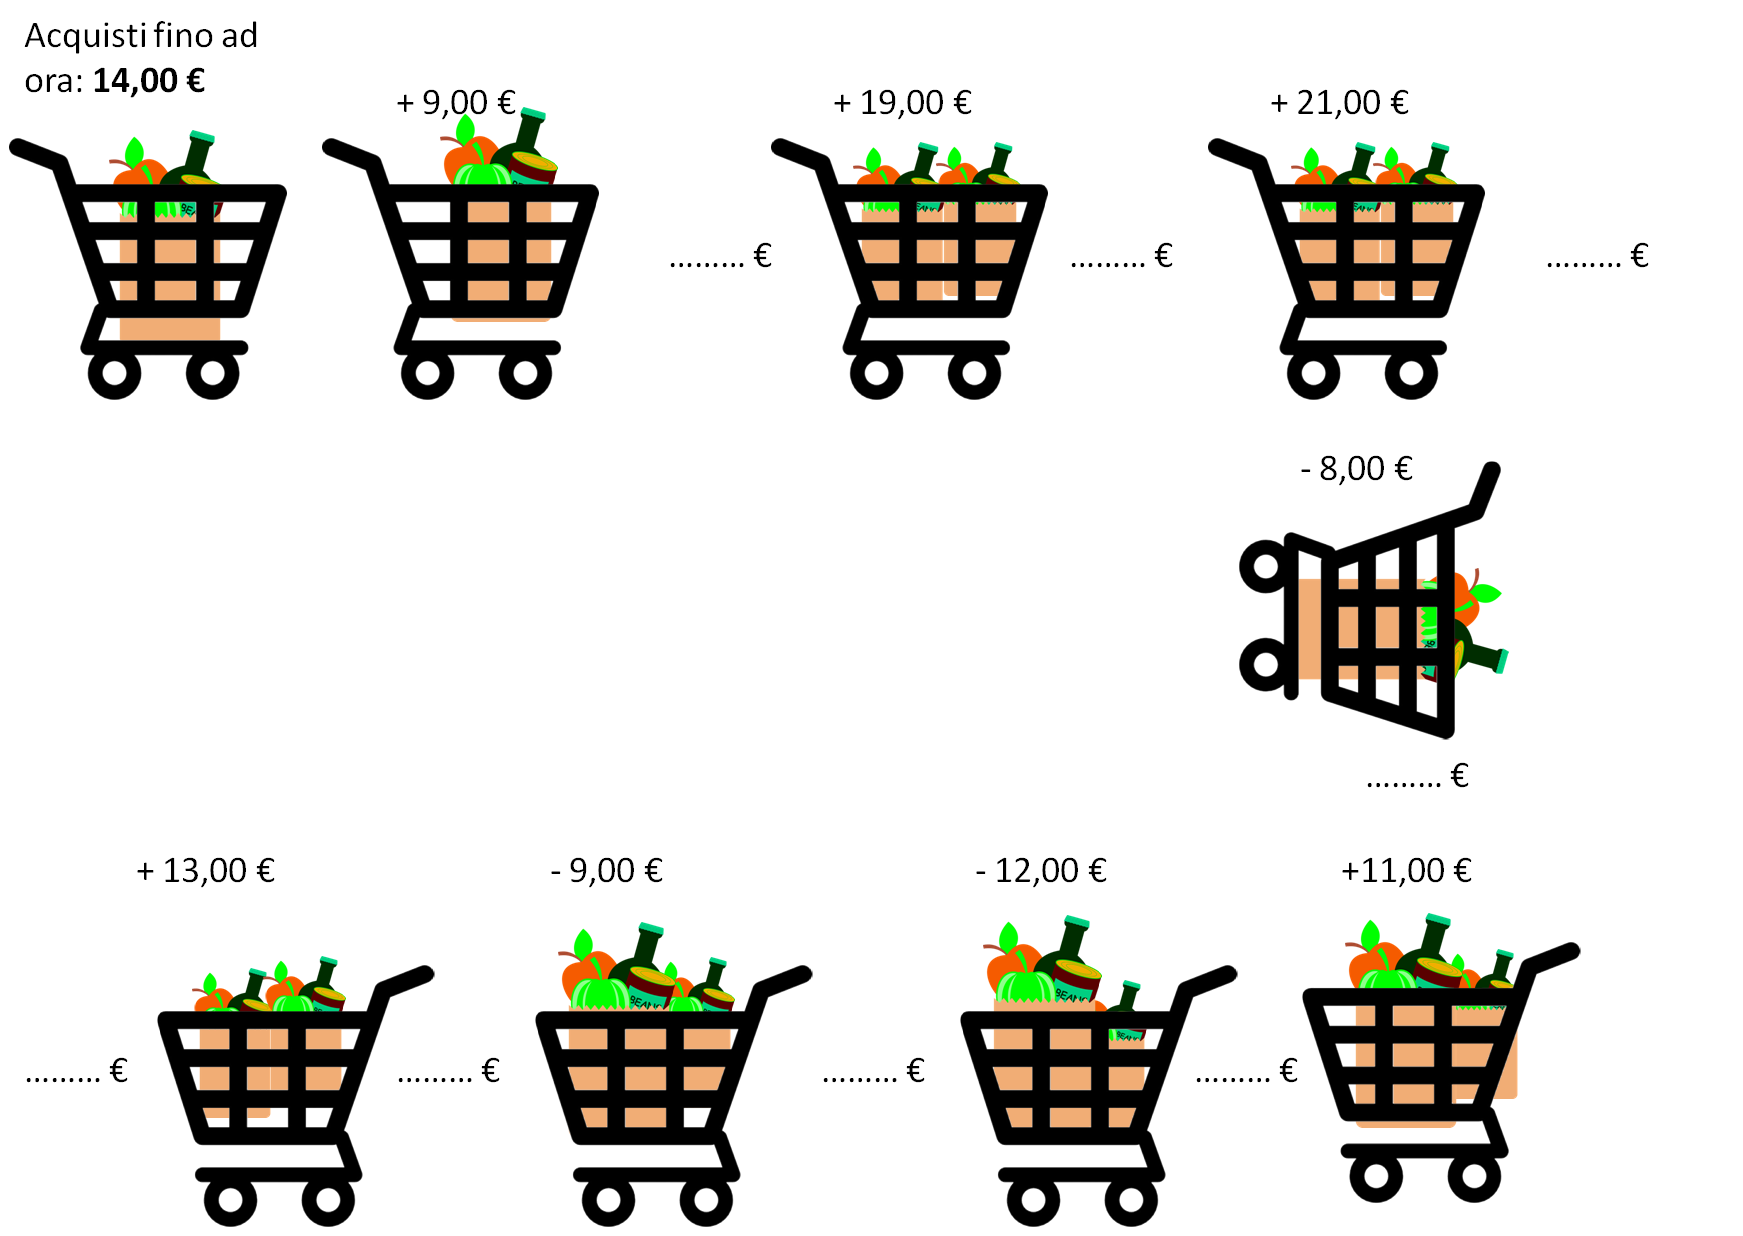 Acquisti fino ad
ora: 14,00 €
+ 9,00 €
+ 19,00 €
+ 21,00 €
……… €
……… €
……… €
- 8,00 €
……… €
+ 13,00 €
- 9,00 €
- 12,00 €
+11,00 €
……… €
……… €
……… €
……… €
BEANS